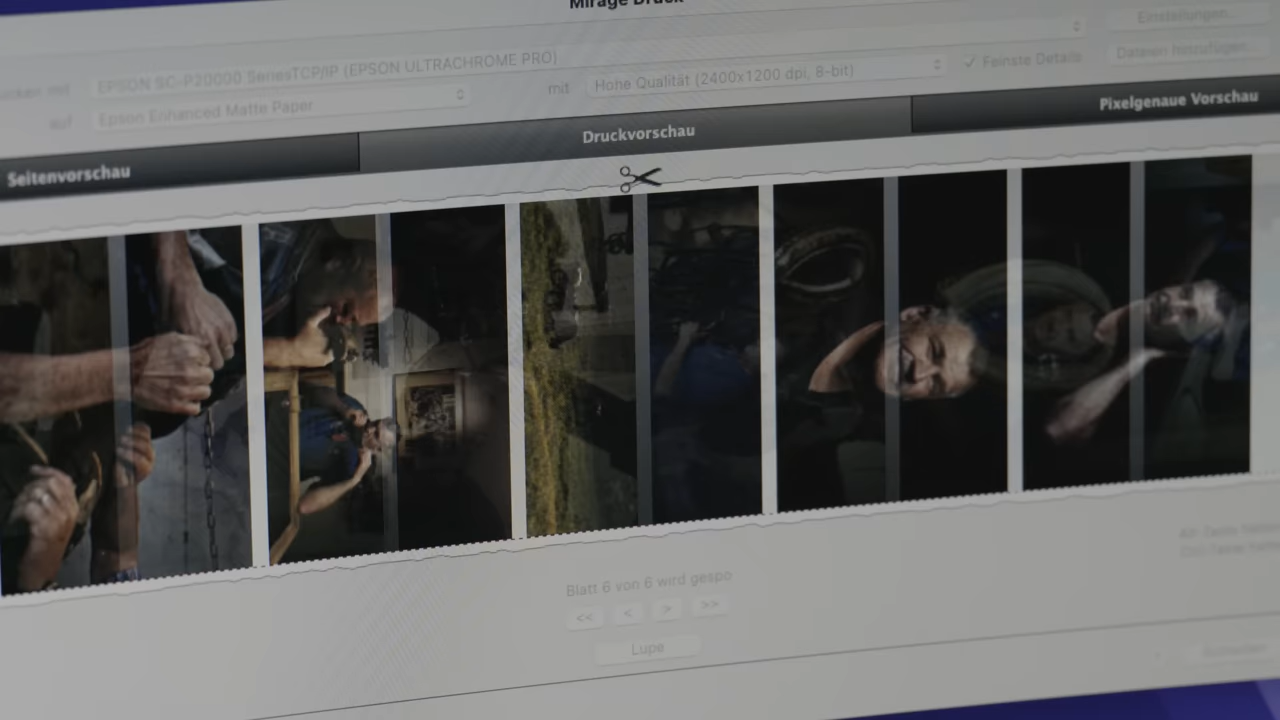 Mirage Druck
Einstellungen...
EPSON SC-P20000 SeriesTCP/IP (EPSON ULTRACHROME PRO)
Dateien hinzufügen...
auf
Epson Enhanced Matte Paper
mit
Hohe Qualität (2400x1200 dpi, 8-bit)
Feinste Details
Seitenvorschau
Druckvorschau
Pixelgenaue Vorschau
Blatt 6 von 6 wird gespo
<< < > >>
Lupe